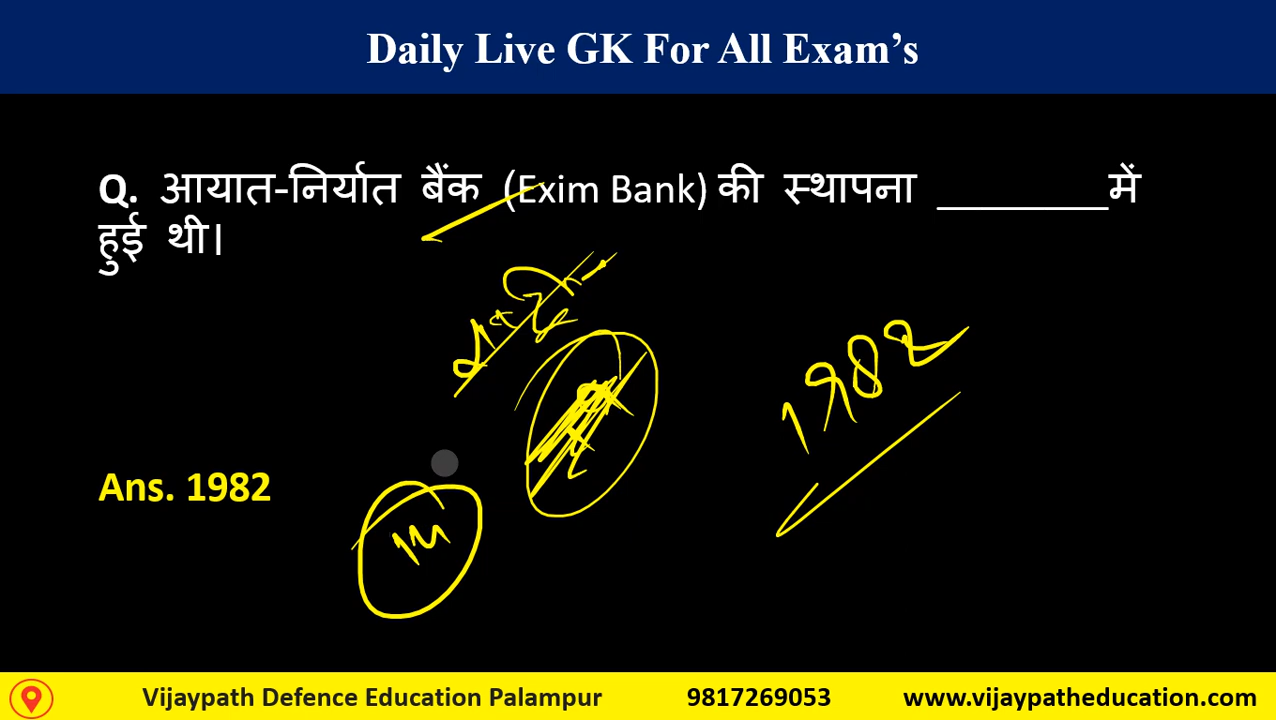 Daily Live GK For All Exam’s
Q. आयात-निर्यात बैंक (Exim Bank) की स्थापना ________में
हुई थी।
1982
Ans. 1982
Vijaypath Defence Education Palampur 9817269053 www.vijaypatheducation.com